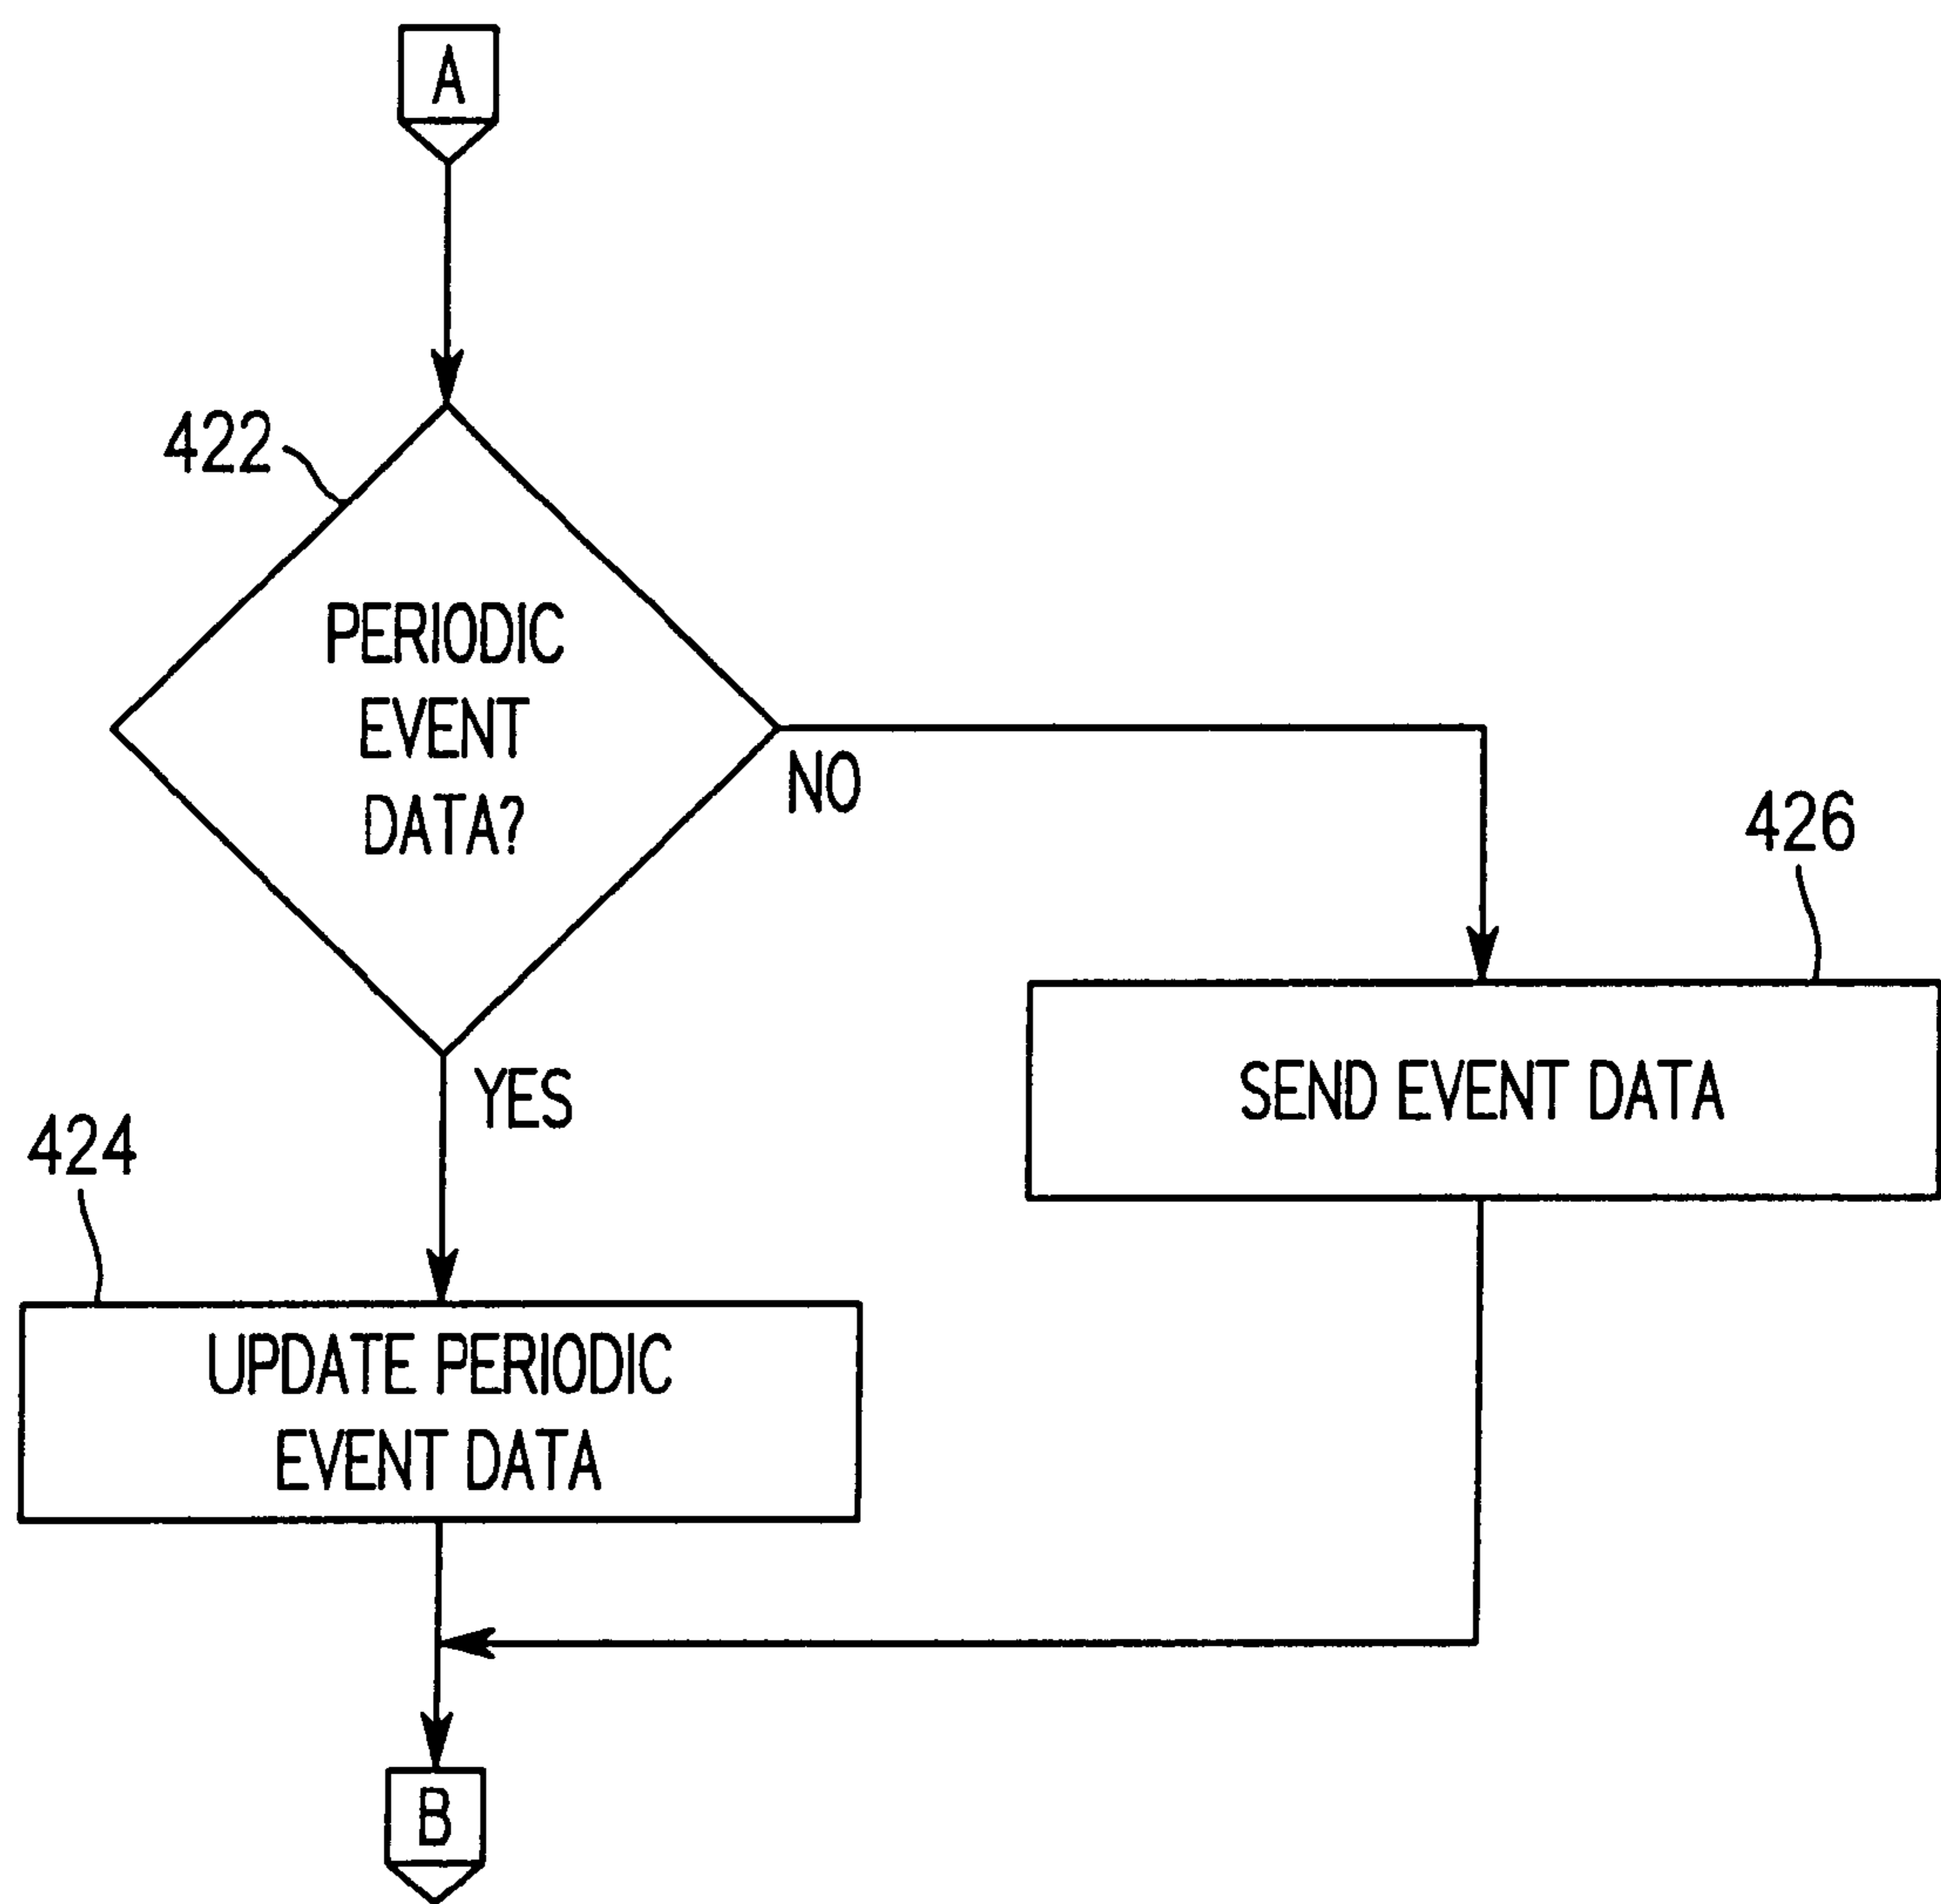 A
422
PERIODIC
EVENT
DATA?
NO
426
SEND EVENT DATA
YES
424
UPDATE PERIODIC
EVENT DATA
B